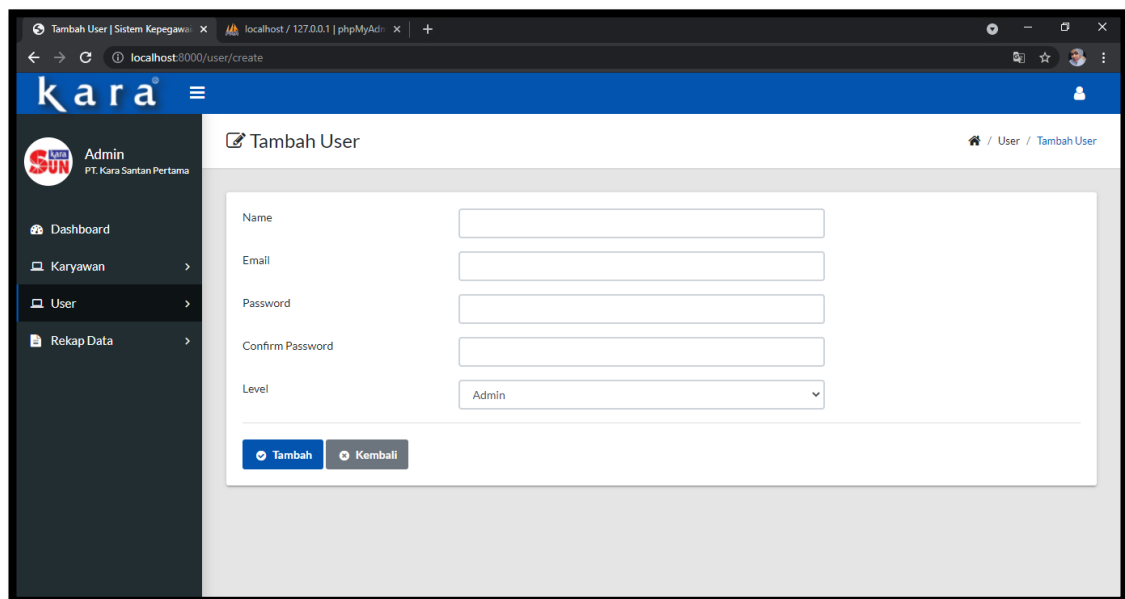 Tambah User | Sistem Kepegawai
localhost / 127.0.0.1 | phpMyAdm
localhost:8000/user/create
kara
kara
SUN
Admin
PT. Kara Santan Pertama
Dashboard
Karyawan
User
Rekap Data
Tambah User
/ User / Tambah User
Name
Email
Password
Confirm Password
Level
Admin
Tambah
Kembali